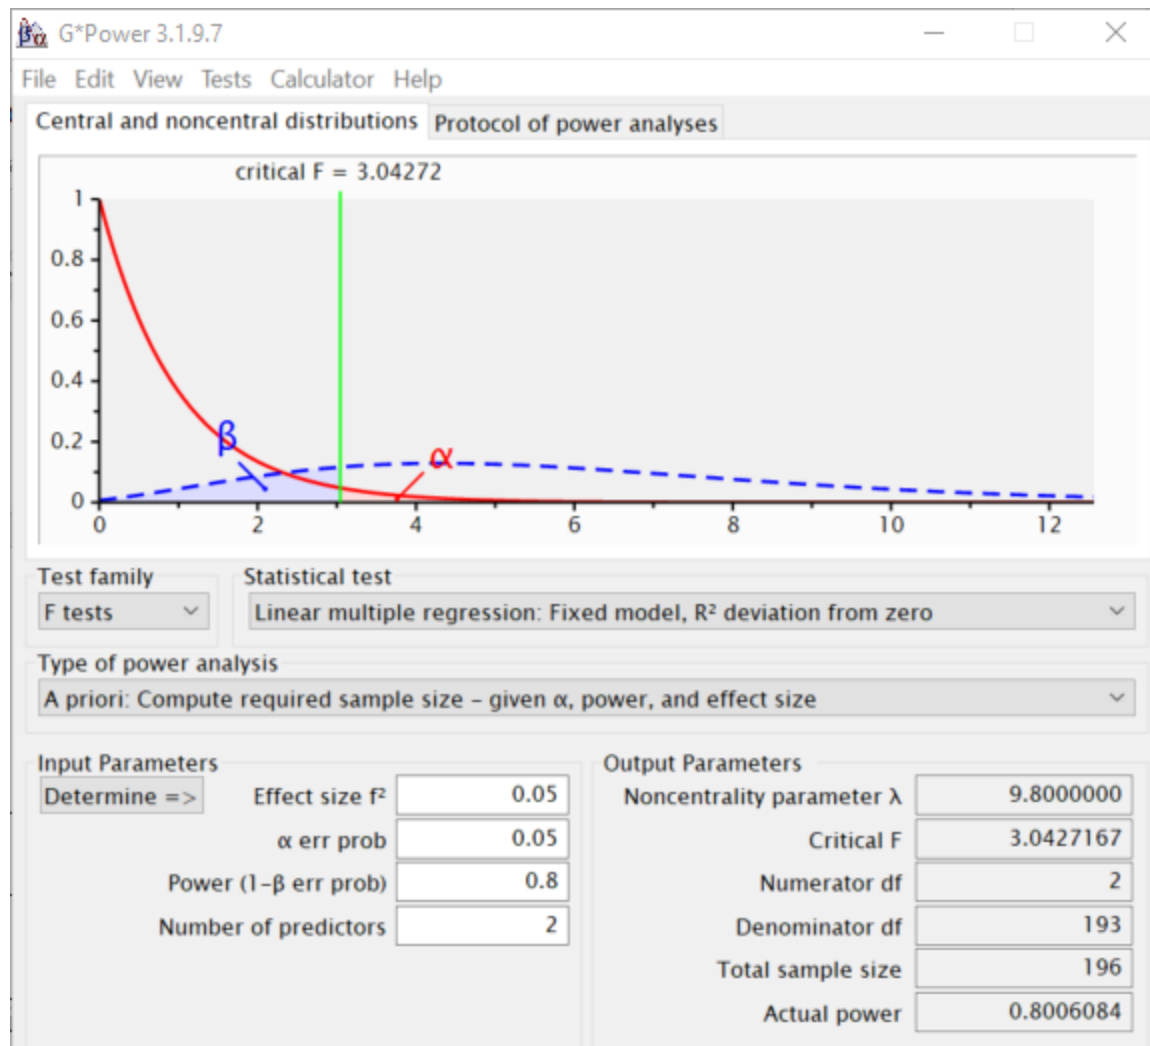 G*Power 3.1.9.7
File Edit View Tests Calculator Help
Central and noncentral distributions Protocol of power analyses
critical F = 3.04272
1
0.8
0.6
0.4
0.2
0
β
α
0 2 4 6 8 10 12
Test family Statistical test
F tests Linear multiple regression: Fixed model, R² deviation from zero
Type of power analysis
A priori: Compute required sample size – given α, power, and effect size
Input Parameters Output Parameters
Determine => Effect size f² 0.05 Noncentrality parameter λ 9.8000000
α err prob 0.05 Critical F 3.0427167
Power (1-β err prob) 0.8 Numerator df 2
Number of predictors 2 Denominator df 193
Total sample size 196
Actual power 0.8006084